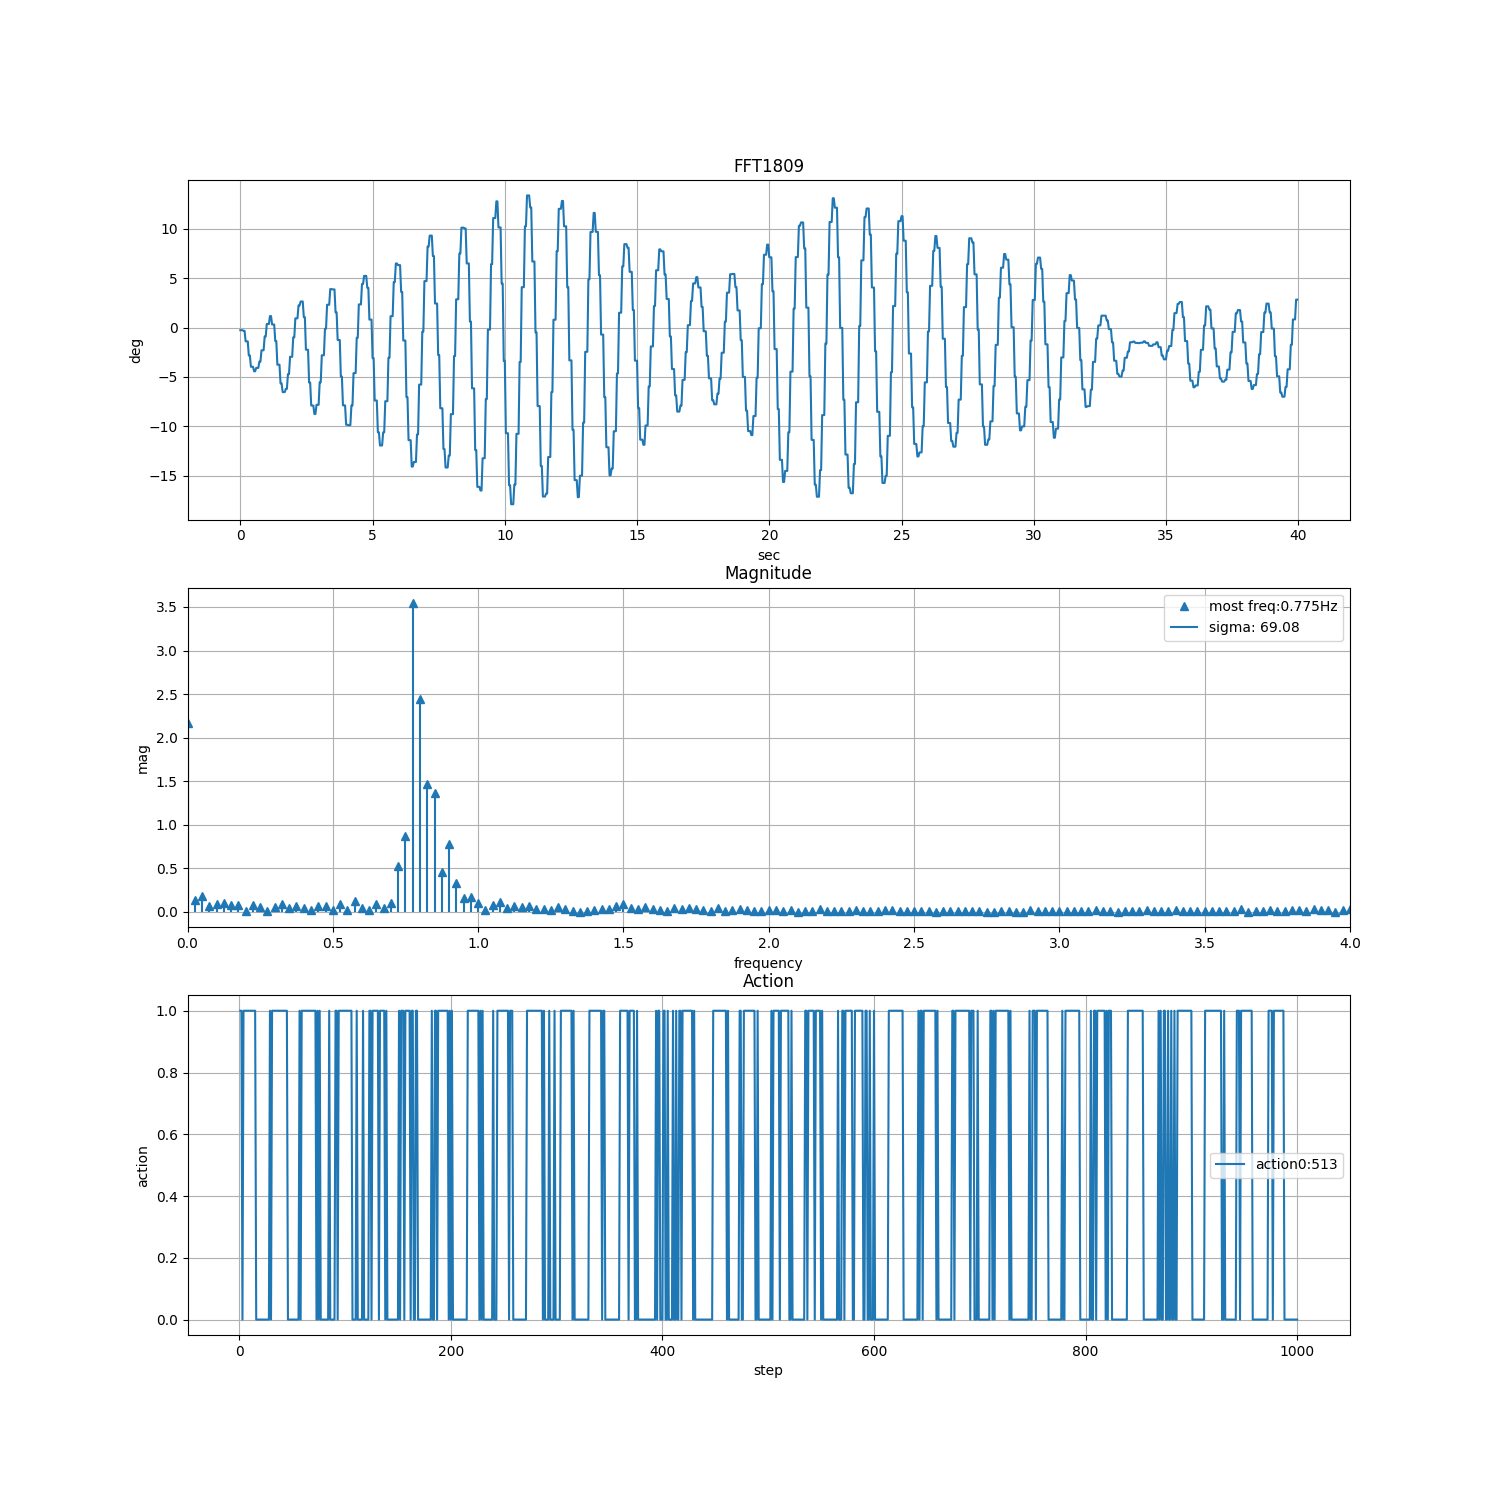 FFT1809
10
5
0
−5
−10
−15
deg
0 5 10 15 20 25 30 35 40
sec
Magnitude
3.5
3.0
2.5
2.0
1.5
1.0
0.5
0.0
mag
most freq:0.775Hz
sigma: 69.08
0.0 0.5 1.0 1.5 2.0 2.5 3.0 3.5 4.0
frequency
Action
1.0
0.8
0.6
0.4
0.2
0.0
action
action0:513
0 200 400 600 800 1000
step